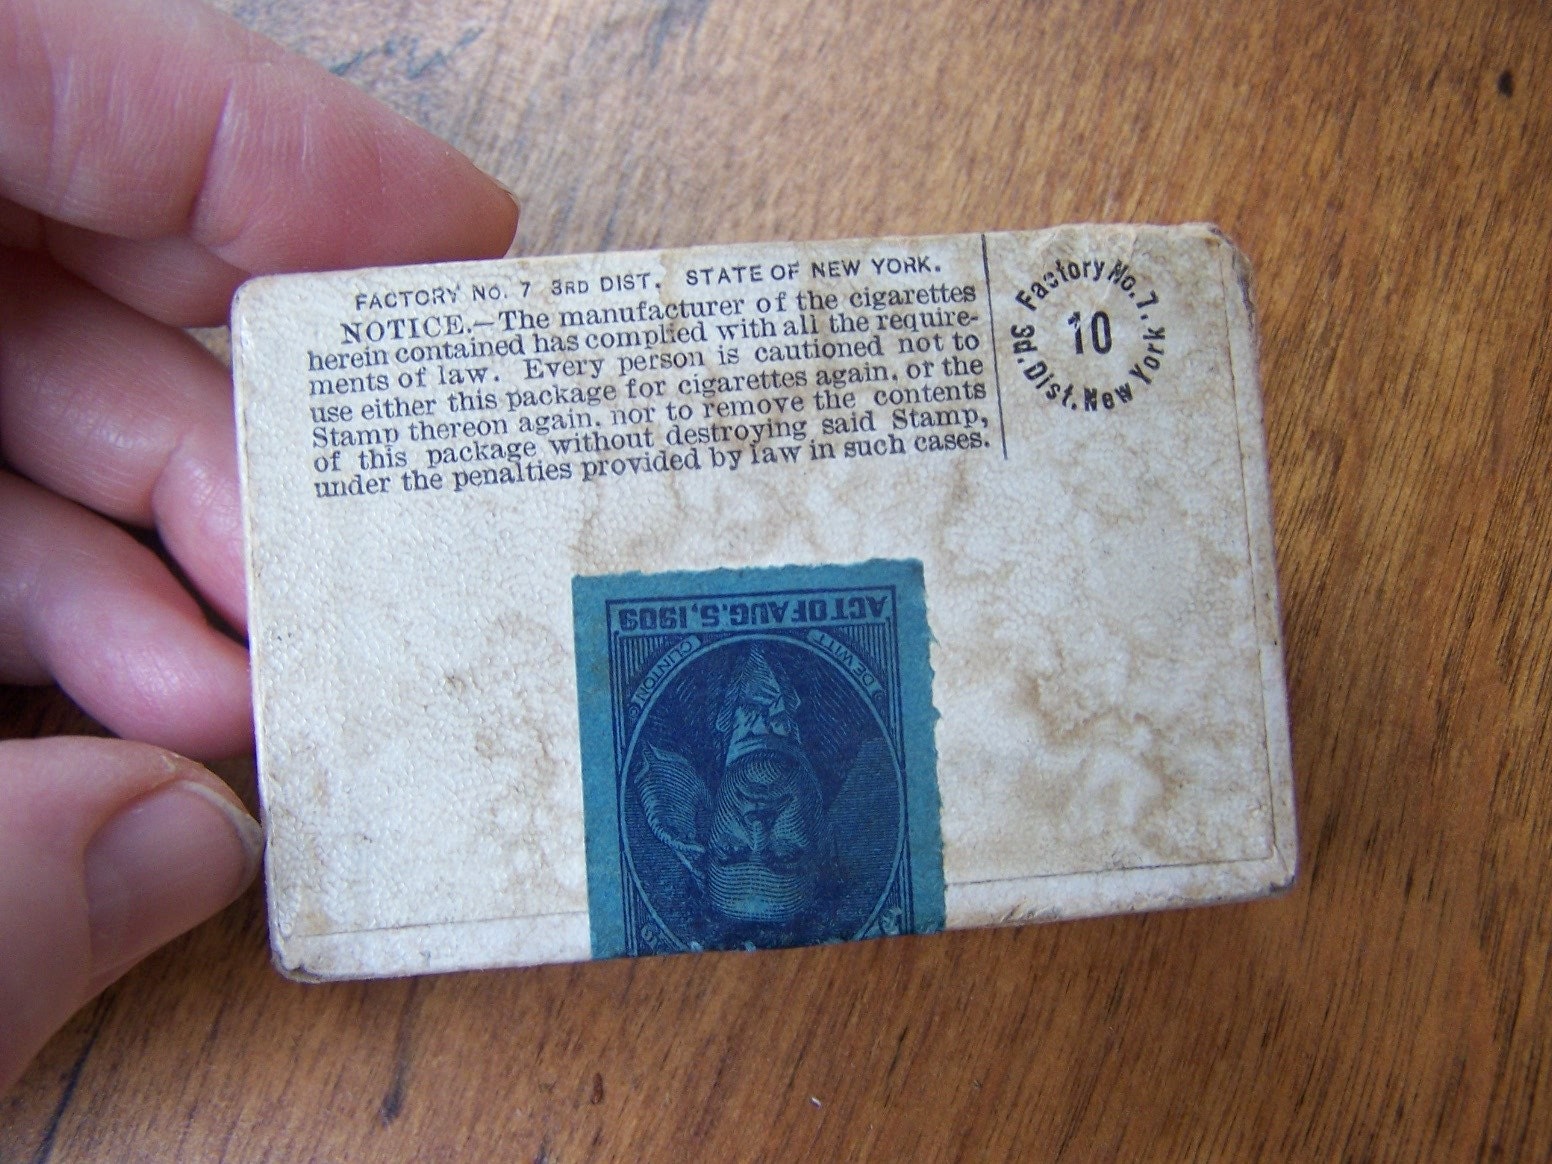 FACTORY NO. 7 3RD DIST. STATE OF NEW YORK.
NOTICE.—The manufacturer of the cigarettes
herein contained has complied with all the require-
ments of law. Every person is cautioned not to
use either this package for cigarettes again, or the
Stamp thereon again, nor to remove the contents
of this package without destroying said Stamp,
under the penalties provided by law in such cases.
Factory No. 7,
10
3d. Dist. New York
ACT OF AUG. 5, 1909
DE WITT CLINTON